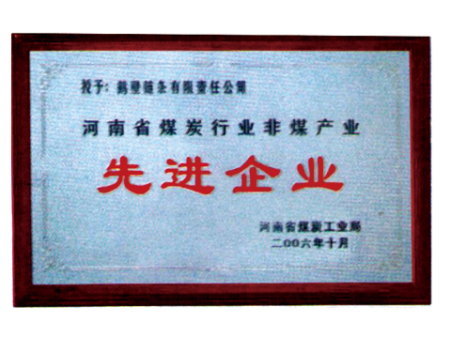 授予：鹤壁链条有限责任公司
河南省煤炭行业非煤产业
先进企业
河南省煤炭工业局
二00六年十月